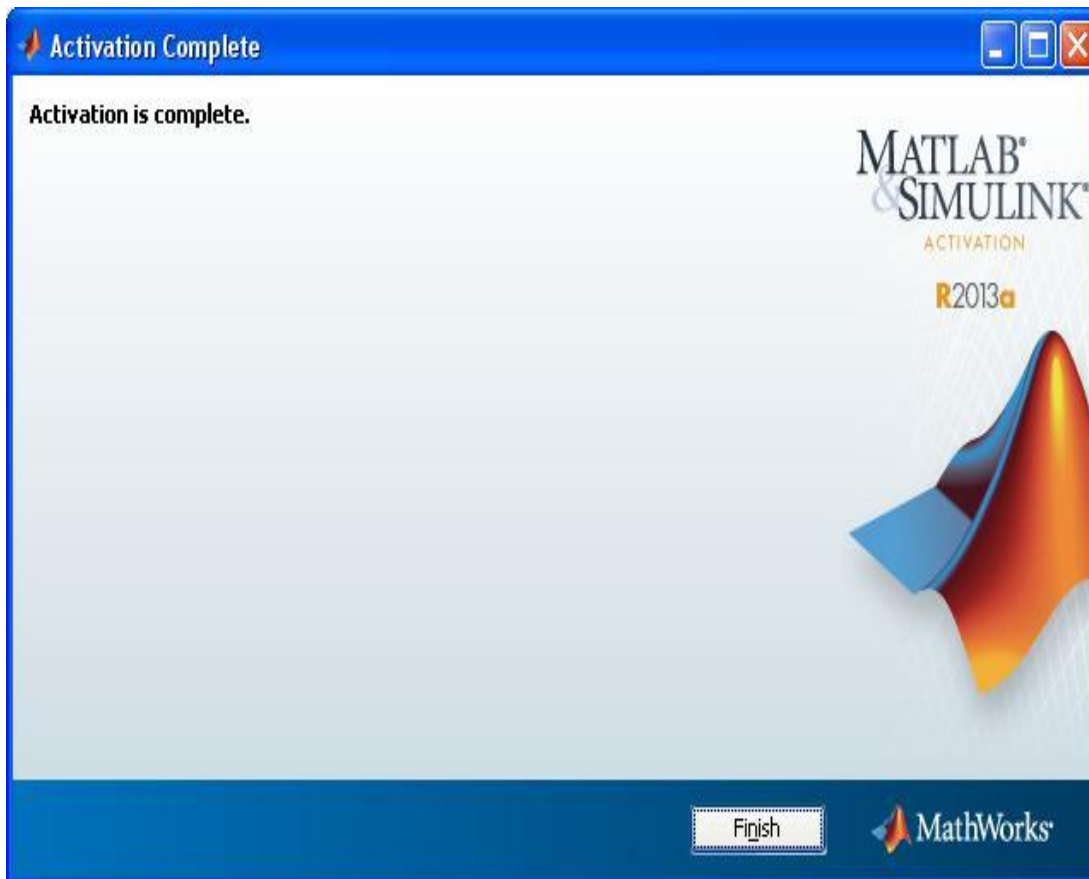 Activation Complete
Activation is complete.
MATLAB®
&SIMULINK®
ACTIVATION
R2013a
Finish
MathWorks®